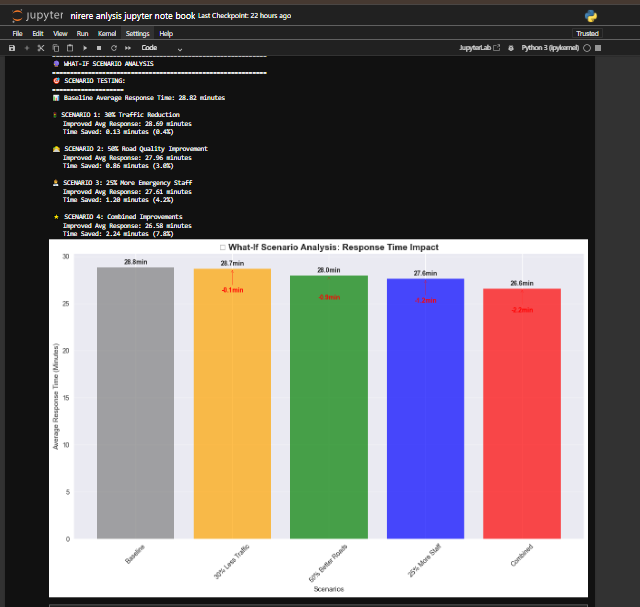 jupyter nirere anlysis jupyter note book Last Checkpoint: 22 hours ago
File Edit View Run Kernel Settings Help Trusted
Code JupyterLab Python 3 (ipykernel)
WHAT-IF SCENARIO ANALYSIS
SCENARIO TESTING:
Baseline Average Response Time: 28.82 minutes
SCENARIO 1: 30% Traffic Reduction
Improved Avg Response: 28.69 minutes
Time Saved: 0.13 minutes (0.4%)
SCENARIO 2: 50% Road Quality Improvement
Improved Avg Response: 27.96 minutes
Time Saved: 0.86 minutes (3.0%)
SCENARIO 3: 25% More Emergency Staff
Improved Avg Response: 27.61 minutes
Time Saved: 1.20 minutes (4.2%)
SCENARIO 4: Combined Improvements
Improved Avg Response: 26.58 minutes
Time Saved: 2.24 minutes (7.8%)
What-If Scenario Analysis: Response Time Impact
28.8min 28.7min 28.0min 27.6min 26.6min
-0.1min -0.9min -1.2min -2.2min
30
25
20
15
10
5
0
Average Response Time (Minutes)
Baseline
30% Less Traffic
50% Better Roads
25% More Staff
Combined
Scenarios